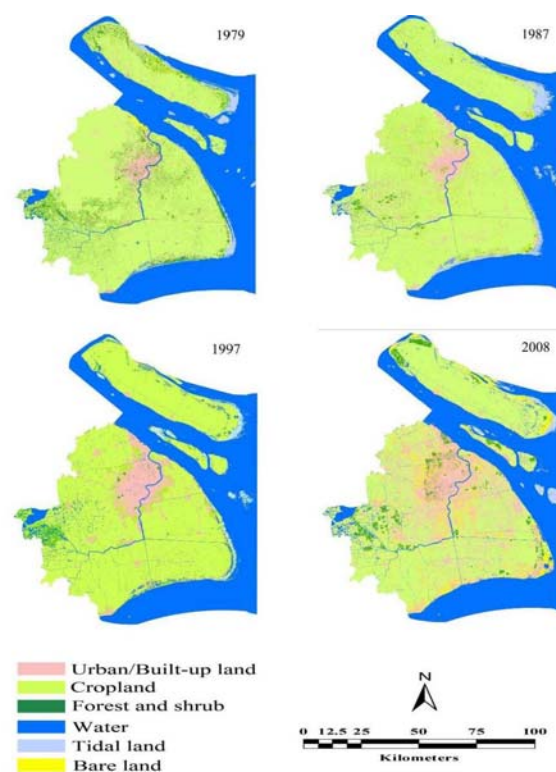 1979
1987
1997
2008
Urban/Built-up land
Cropland
Forest and shrub
Water
Tidal land
Bare land
N
0 12.5 25 50 75 100
Kilometers